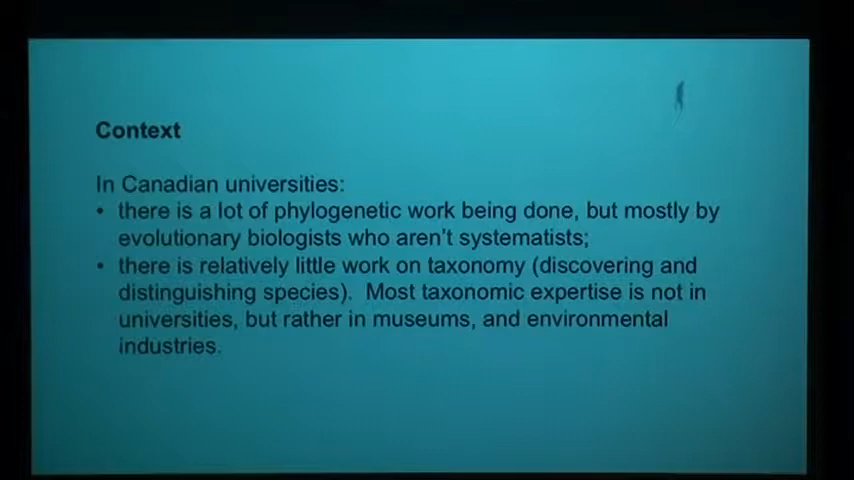 Context
In Canadian universities:
• there is a lot of phylogenetic work being done, but mostly by
evolutionary biologists who aren't systematists;
• there is relatively little work on taxonomy (discovering and
distinguishing species).  Most taxonomic expertise is not in
universities, but rather in museums, and environmental
industries.